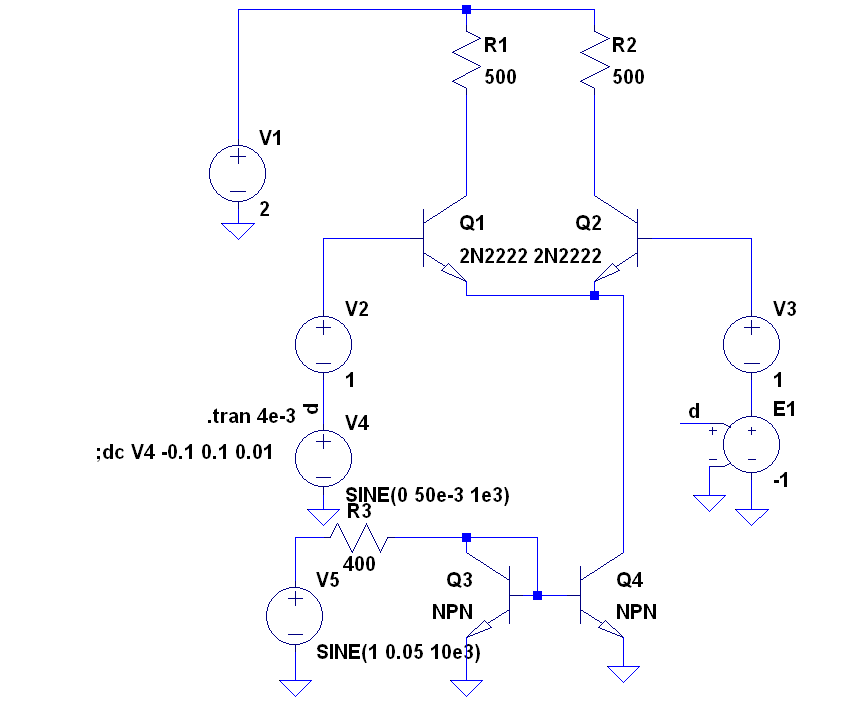 R1
500
R2
500
V1
2
Q1
2N2222
Q2
2N2222
V2
1
V3
1
.tran 4e-3
d
V4
;dc V4 -0.1 0.1 0.01
SINE(0 50e-3 1e3)
d
E1
-1
R3
400
V5
SINE(1 0.05 10e3)
Q3
NPN
Q4
NPN